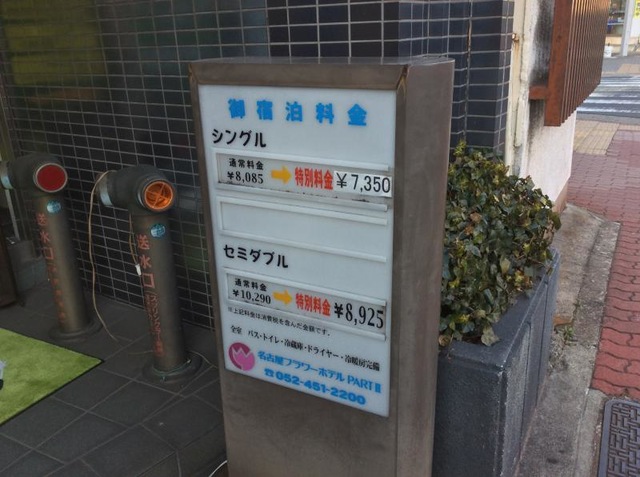 御宿泊料金
シングル
通常料金
¥8,085
特別料金
¥7,350
セミダブル
通常料金
¥10,290
特別料金
¥8,925
※上記料金は消費税を含んだ金額です。
全室 バス・トイレ・冷蔵庫・ドライヤー・冷暖房完備
名古屋フラワーホテル PART II
☎052-451-2200
送水口
送水口